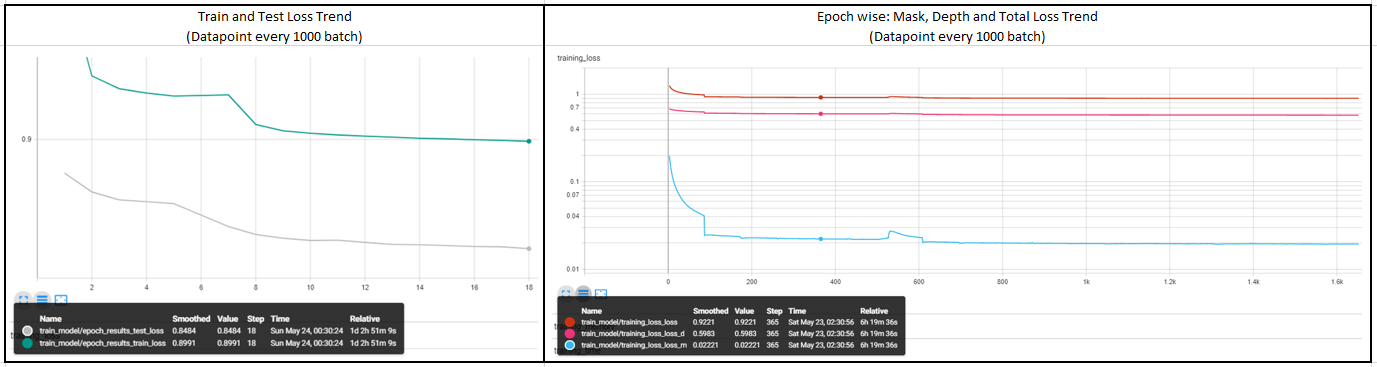 Train and Test Loss Trend
(Datapoint every 1000 batch)
0.9
2 4 6 8 10 12 14 16 18
Name Smoothed Value Step Time Relative
train_model/epoch_results_test_loss 0.8484 0.8484 18 Sun May 24, 00:30:24 1d 2h 51m 9s
train_model/epoch_results_train_loss 0.8991 0.8991 18 Sun May 24, 00:30:24 1d 2h 51m 9s
Epoch wise: Mask, Depth and Total Loss Trend
(Datapoint every 1000 batch)
training_loss
1
0.7
0.4
0.1
0.07
0.04
0.01
0 200 400 600 800 1k 1.2k 1.4k 1.6k
Name Smoothed Value Step Time Relative
train_model/training_loss_loss 0.9221 0.9221 365 Sat May 23, 02:30:56 6h 19m 36s
train_model/training_loss_loss_d 0.5983 0.5983 365 Sat May 23, 02:30:56 6h 19m 36s
train_model/training_loss_loss_m 0.02221 0.02221 365 Sat May 23, 02:30:56 6h 19m 36s